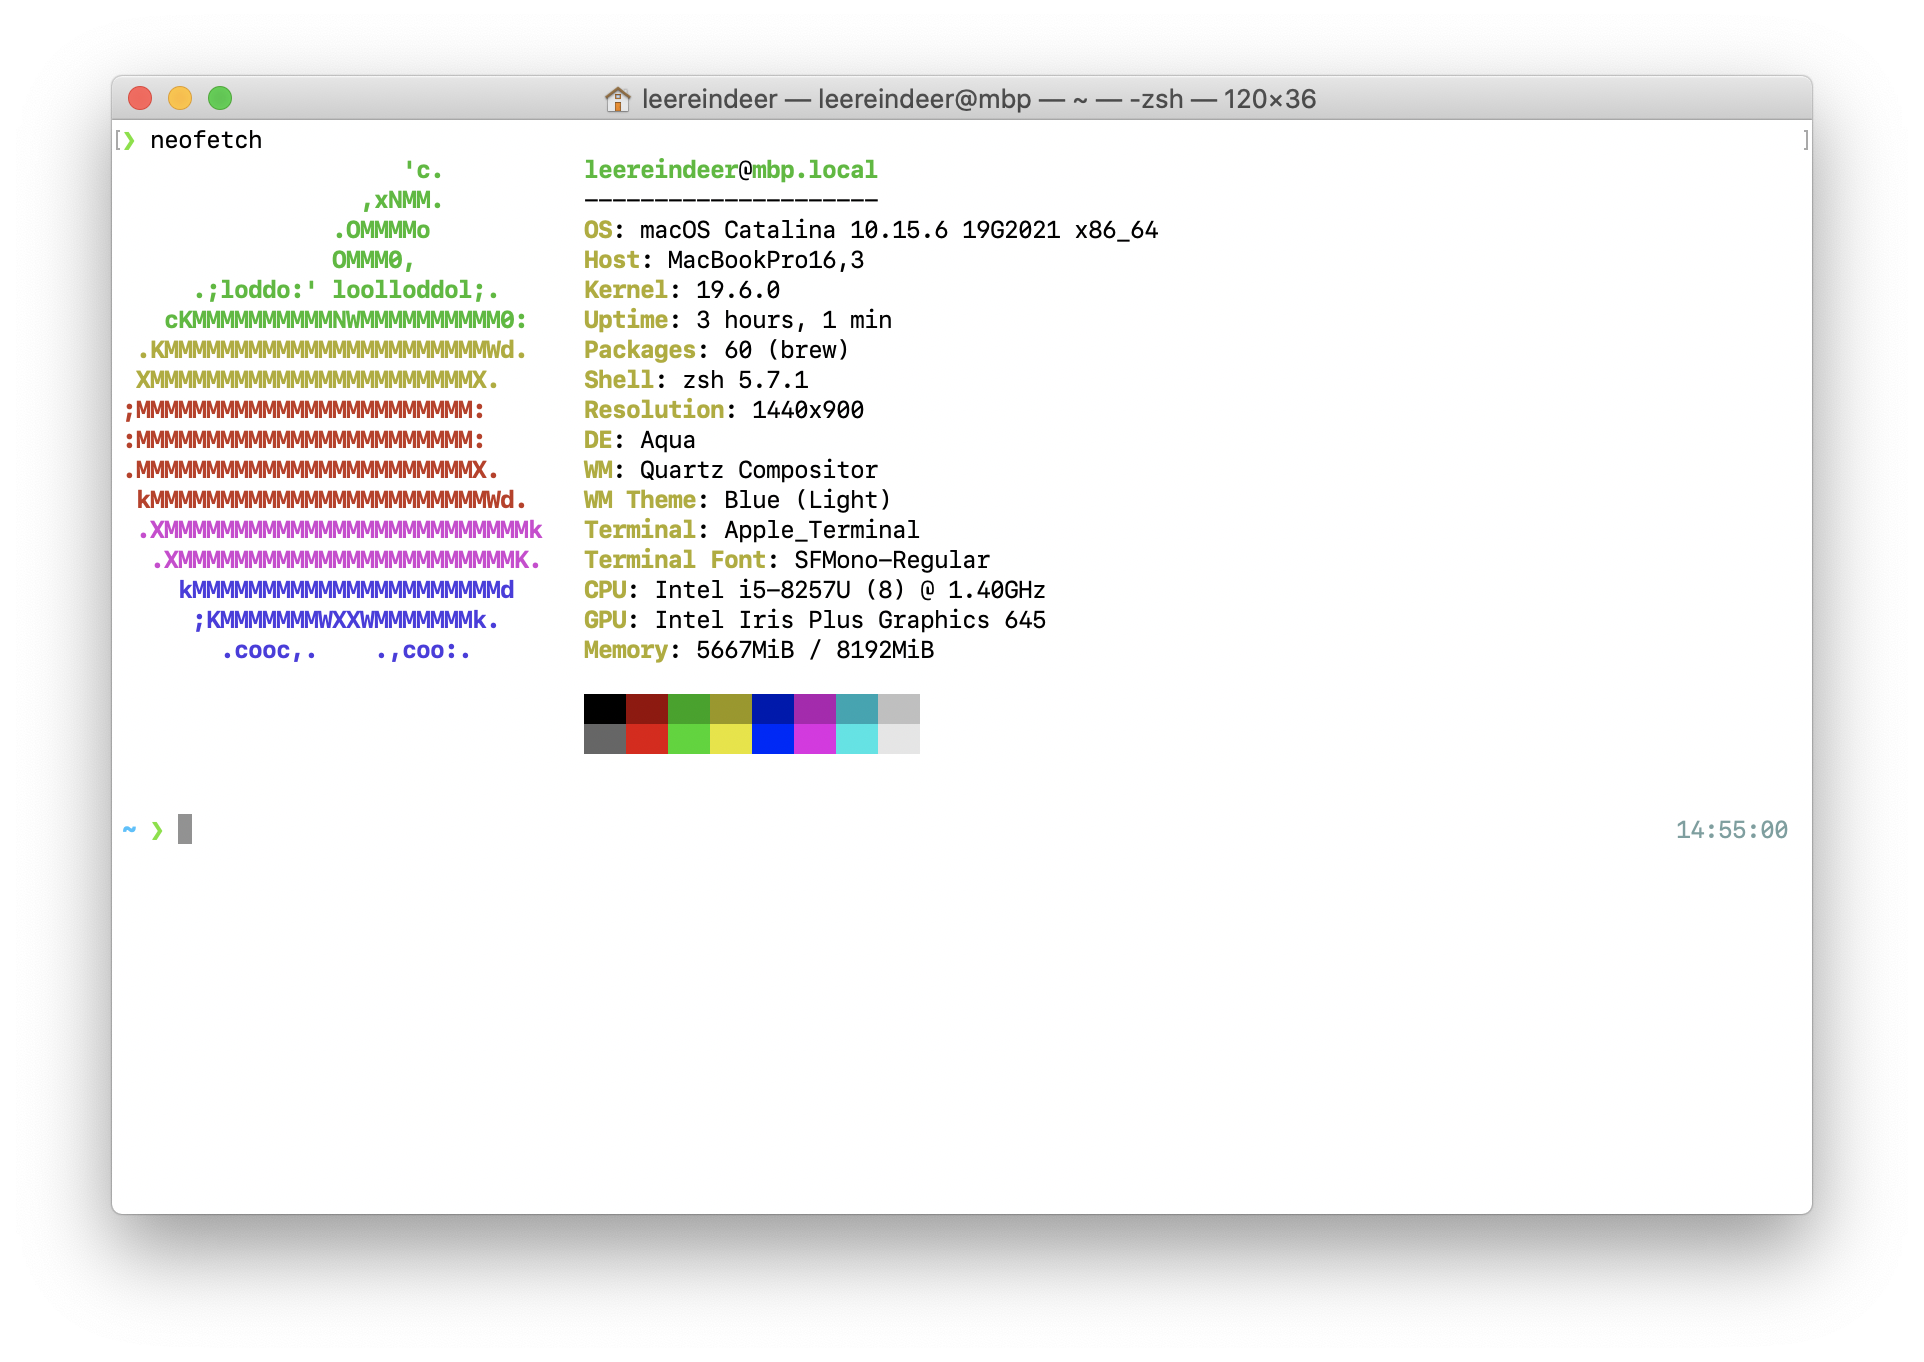 leereindeer — leereindeer@mbp — ~ — -zsh — 120×36
[❯ neofetch ]
'c. leereindeer@mbp.local
,xNMM. ---------------------
.OMMMMo OS: macOS Catalina 10.15.6 19G2021 x86_64
OMMM0, Host: MacBookPro16,3
.;loddo:' loolloddol;. Kernel: 19.6.0
cKMMMMMMMMMMNWMMMMMMMMMM0: Uptime: 3 hours, 1 min
.KMMMMMMMMMMMMMMMMMMMMMMMWd. Packages: 60 (brew)
XMMMMMMMMMMMMMMMMMMMMMMMX. Shell: zsh 5.7.1
;MMMMMMMMMMMMMMMMMMMMMMMM: Resolution: 1440x900
:MMMMMMMMMMMMMMMMMMMMMMMM: DE: Aqua
.MMMMMMMMMMMMMMMMMMMMMMMMX. WM: Quartz Compositor
kMMMMMMMMMMMMMMMMMMMMMMMMWd. WM Theme: Blue (Light)
.XMMMMMMMMMMMMMMMMMMMMMMMMMMk Terminal: Apple_Terminal
.XMMMMMMMMMMMMMMMMMMMMMMMMK. Terminal Font: SFMono-Regular
kMMMMMMMMMMMMMMMMMMMMMMd CPU: Intel i5-8257U (8) @ 1.40GHz
;KMMMMMMMWXXWMMMMMMMk. GPU: Intel Iris Plus Graphics 645
.cooc,. .,coo:. Memory: 5667MiB / 8192MiB
~ ❯ 14:55:00